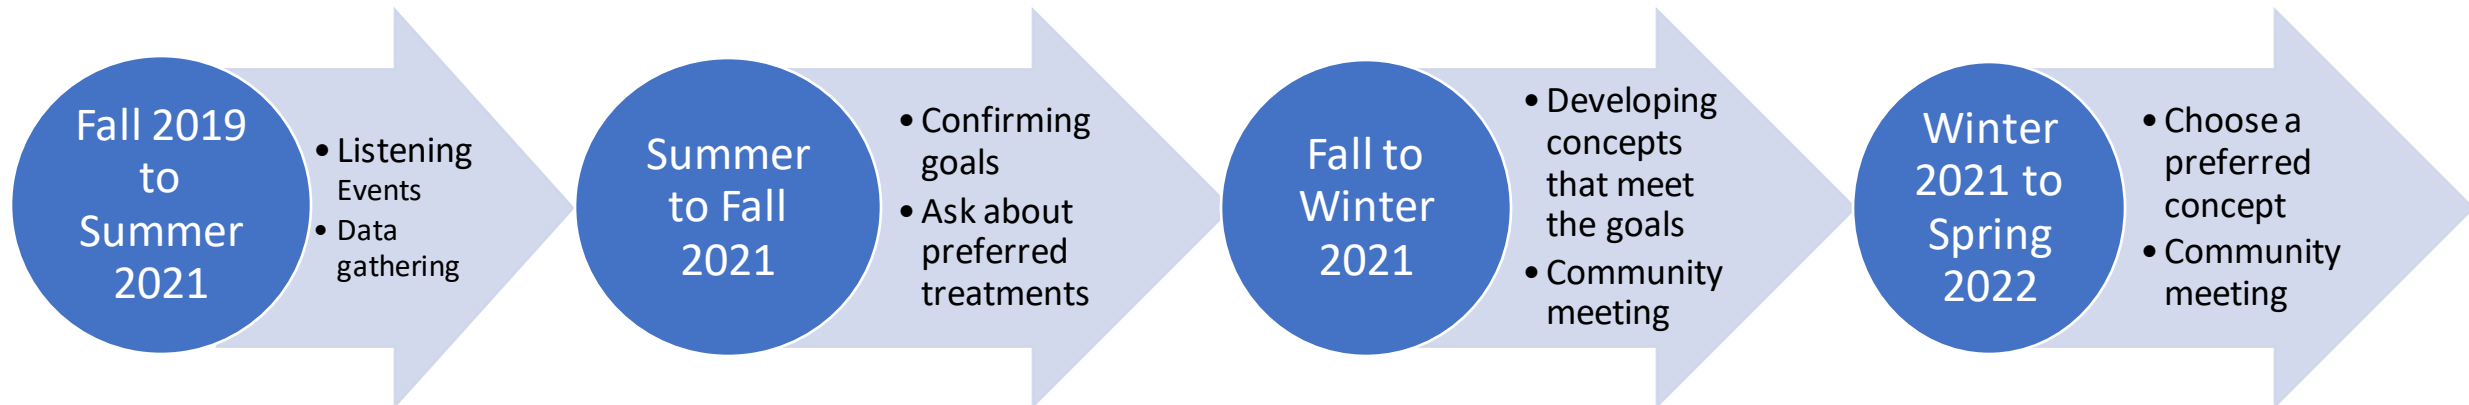 Fall 2019
to
Summer
2021
• Listening
Events
• Data
gathering
Summer
to Fall
2021
• Confirming
goals
• Ask about
preferred
treatments
Fall to
Winter
2021
• Developing
concepts
that meet
the goals
• Community
meeting
Winter
2021 to
Spring
2022
• Choose a
preferred
concept
• Community
meeting